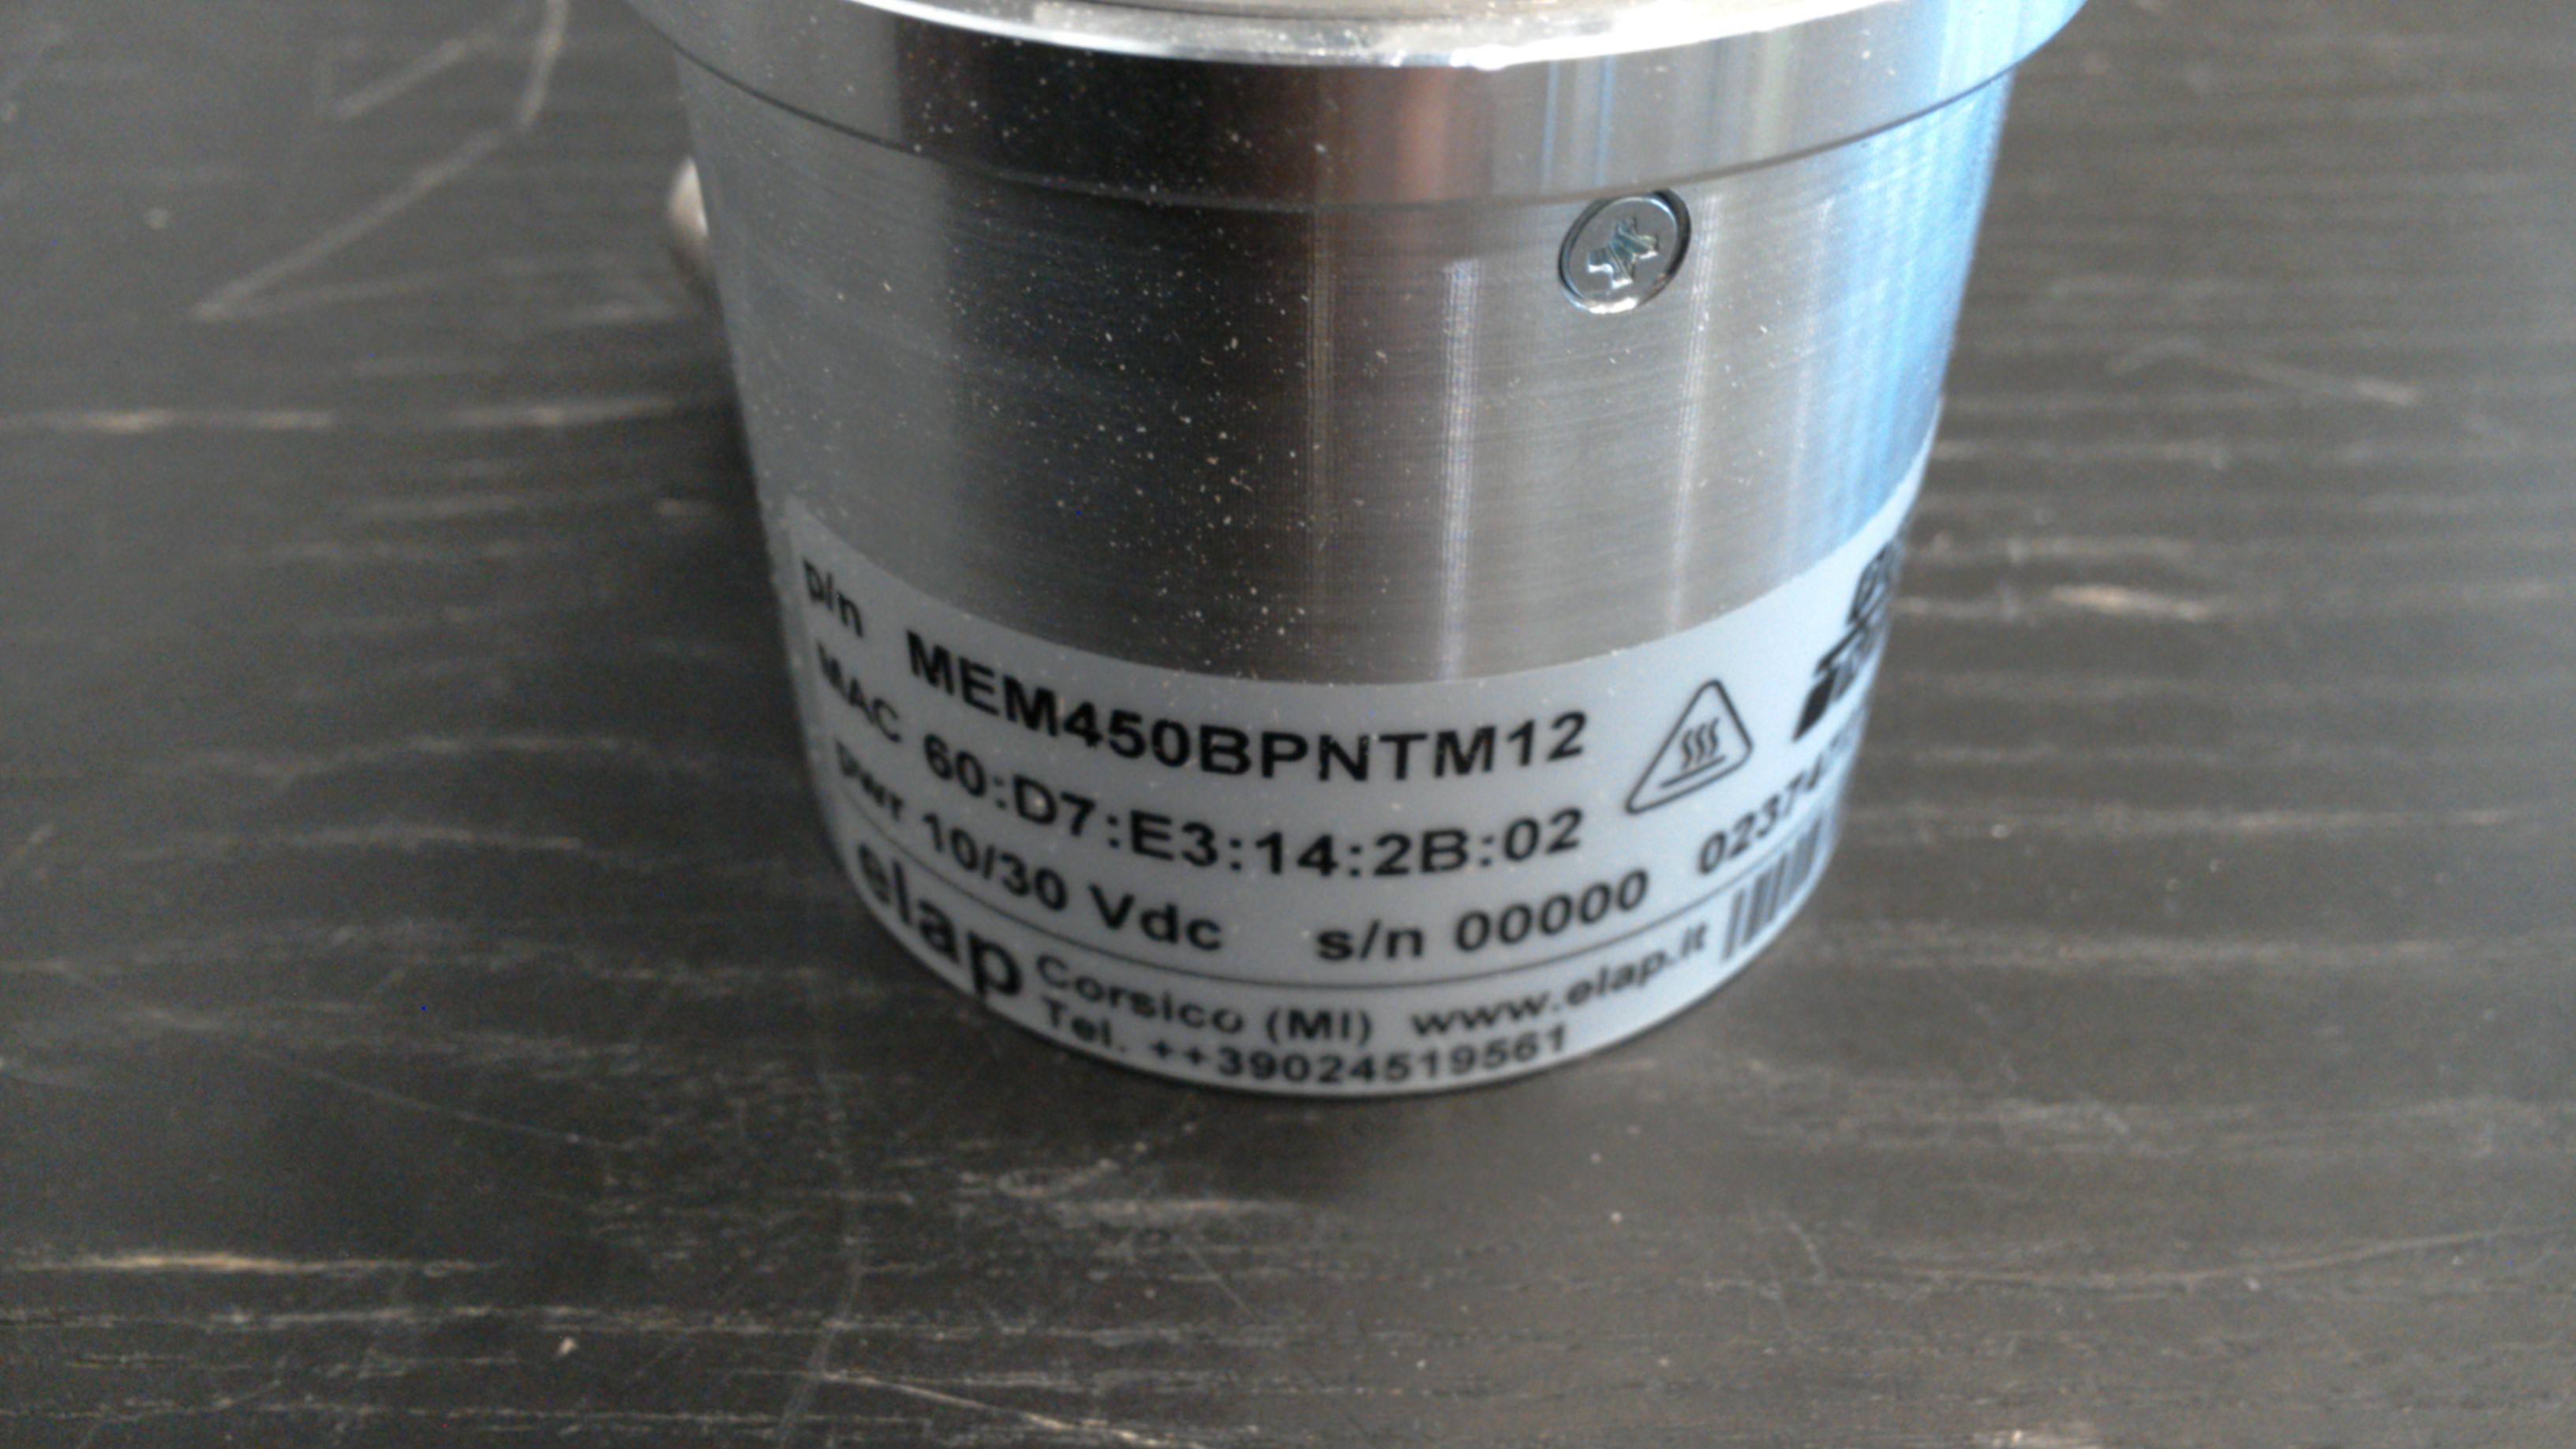 p/n MEM450BPNTM12
MAC 60:D7:E3:14:2B:02
pwr 10/30 Vdc s/n 00000
elap Corsico (MI) www.elap.it
Tel. ++39024519561